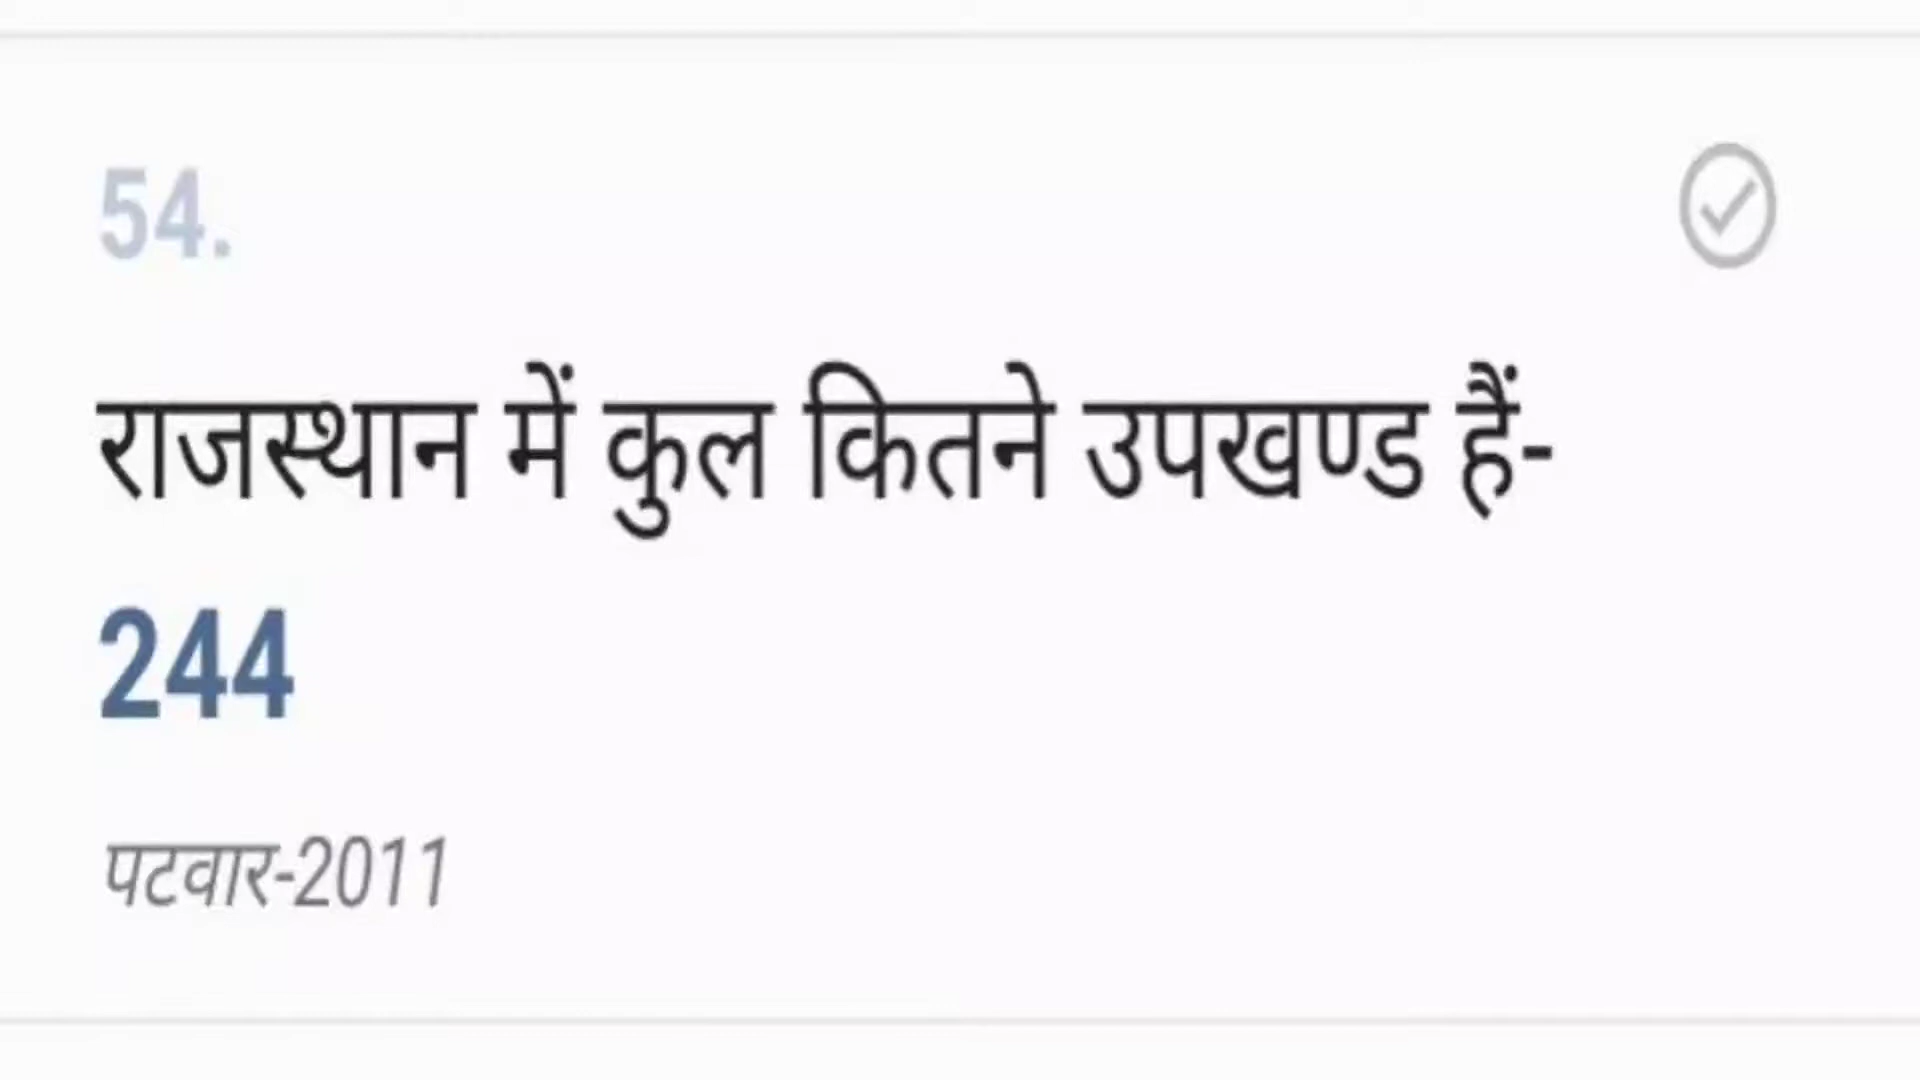 54.
राजस्थान में कुल कितने उपखण्ड हैं-
244
पटवार-2011